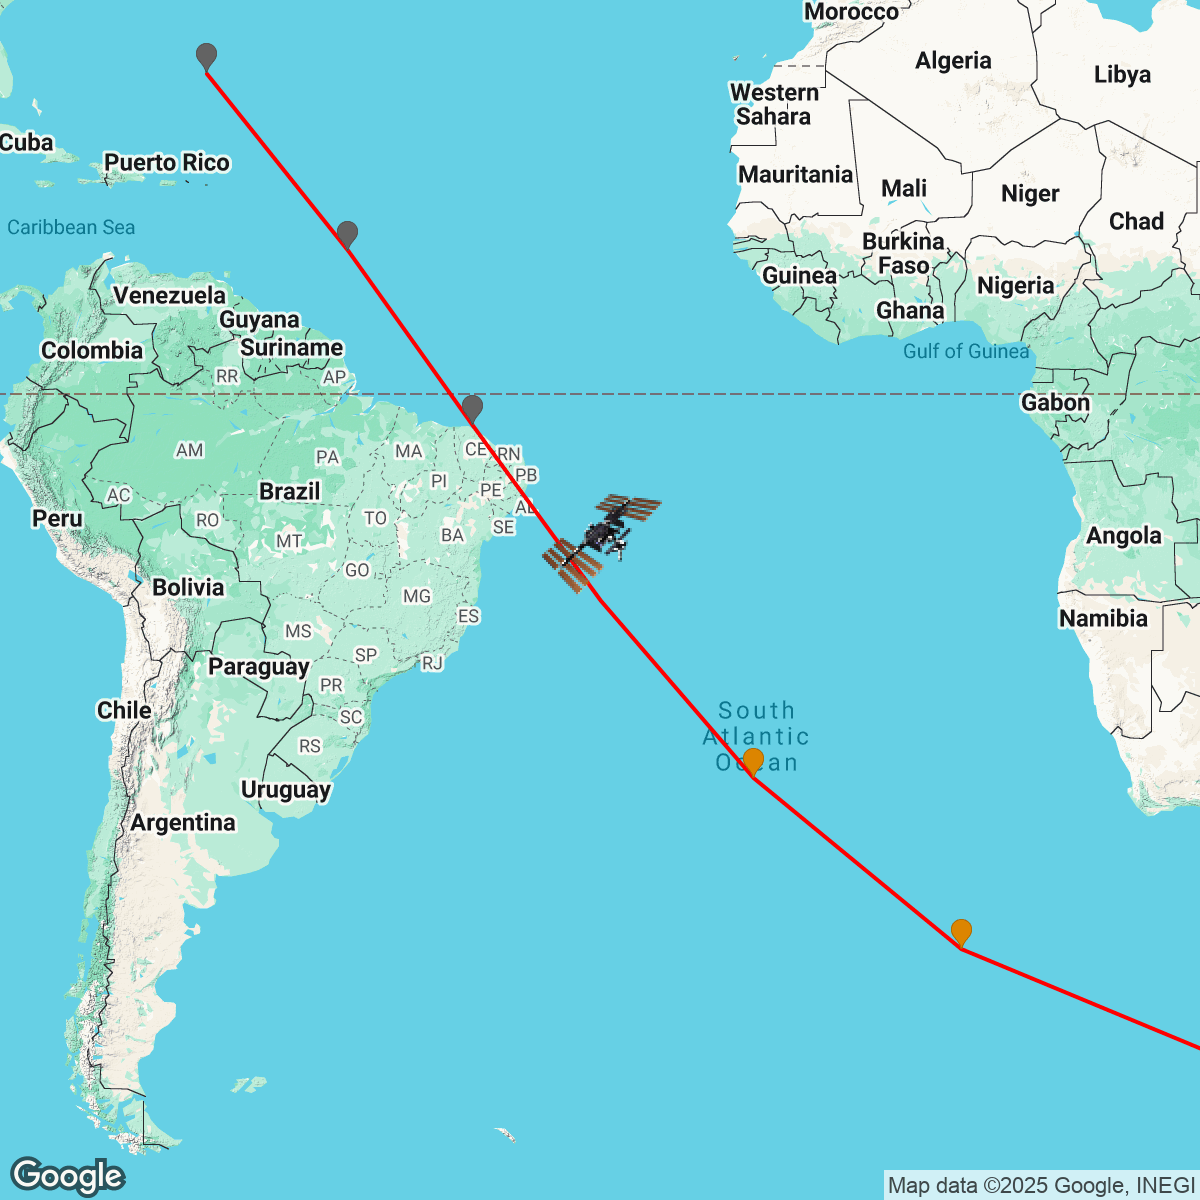 Morocco
Algeria
Libya
Western
Sahara
Cuba
Puerto Rico
Mauritania
Mali
Niger
Chad
Caribbean Sea
Burkina
Faso
Guinea
Nigeria
Venezuela
Ghana
Guyana
Suriname
Colombia
Gulf of Guinea
RR
AP
Gabon
AM
PA
MA
CE
RN
PI
PB
Brazil
PE
AC
AL
Peru
RO
TO
SE
MT
BA
Angola
GO
Bolivia
MG
ES
Namibia
MS
SP
RJ
Paraguay
PR
Chile
SC
South
Atlantic
Ocean
RS
Uruguay
Argentina
Google
Map data ©2025 Google, INEGI